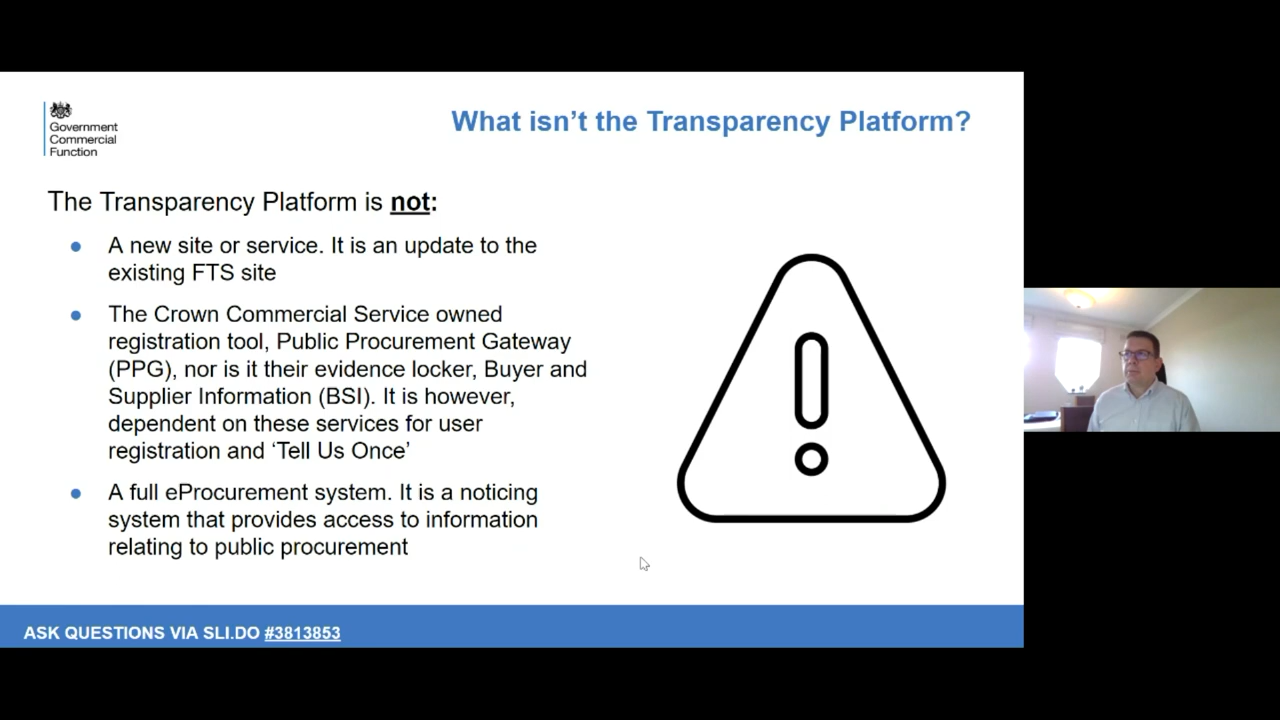 Government
Commercial
Function
What isn’t the Transparency Platform?
The Transparency Platform is not:
● A new site or service. It is an update to the
existing FTS site
● The Crown Commercial Service owned
registration tool, Public Procurement Gateway
(PPG), nor is it their evidence locker, Buyer and
Supplier Information (BSI). It is however,
dependent on these services for user
registration and ‘Tell Us Once’
● A full eProcurement system. It is a noticing
system that provides access to information
relating to public procurement
ASK QUESTIONS VIA SLI.DO #3813853